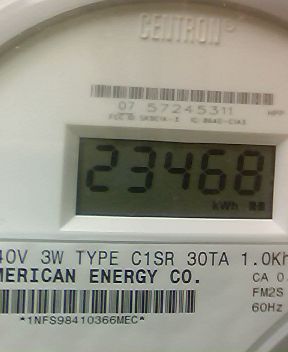 CENTRON®
07 57245311
23468
kWh
40V 3W TYPE C1SR 30TA 1.0Kh
MERICAN ENERGY CO.
CA 0.
FM2S
60Hz
*1NFS98410366MEC*